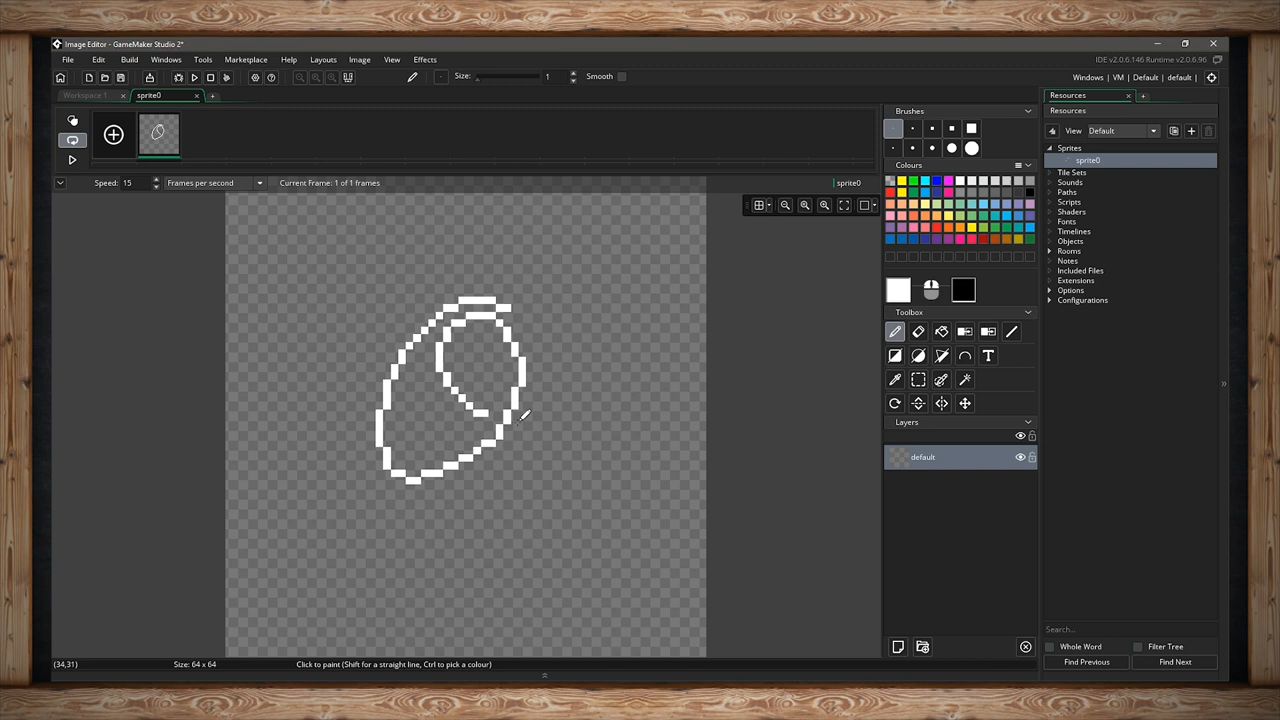 Image Editor - GameMaker Studio 2*
File Edit Build Windows Tools Marketplace Help Layouts Image View Effects
IDE v2.0.6.146 Runtime v2.0.6.96
Size: 1 Smooth
Windows | VM | Default | default |
Workspace 1 sprite0
Resources
Brushes
Resources
View Default
Colours
Sprites
sprite0
Tile Sets
Sounds
Paths
Scripts
Shaders
Fonts
Timelines
Objects
Rooms
Notes
Included Files
Extensions
Options
Configurations
Speed: 15 Frames per second Current Frame: 1 of 1 frames sprite0
Toolbox
T
Layers
default
Search...
Whole Word Filter Tree
Find Previous Find Next
(34,31) Size: 64 x 64 Click to paint (Shift for a straight line, Ctrl to pick a colour)